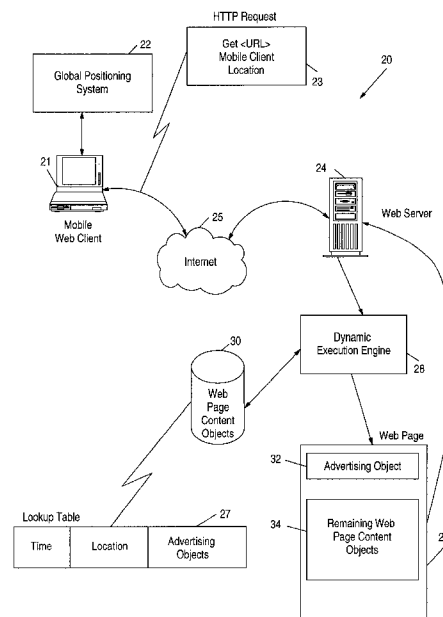 HTTP Request
22
Get <URL>
Mobile Client
Location
20
Global Positioning
System
23
24
21
25
Mobile
Web Client
Web Server
Internet
30
Dynamic
Execution Engine
28
Web
Page
Content
Objects
Web Page
32
Advertising Object
Lookup Table
27
34
Remaining Web
Page Content
Objects
Time
Location
Advertising
Objects